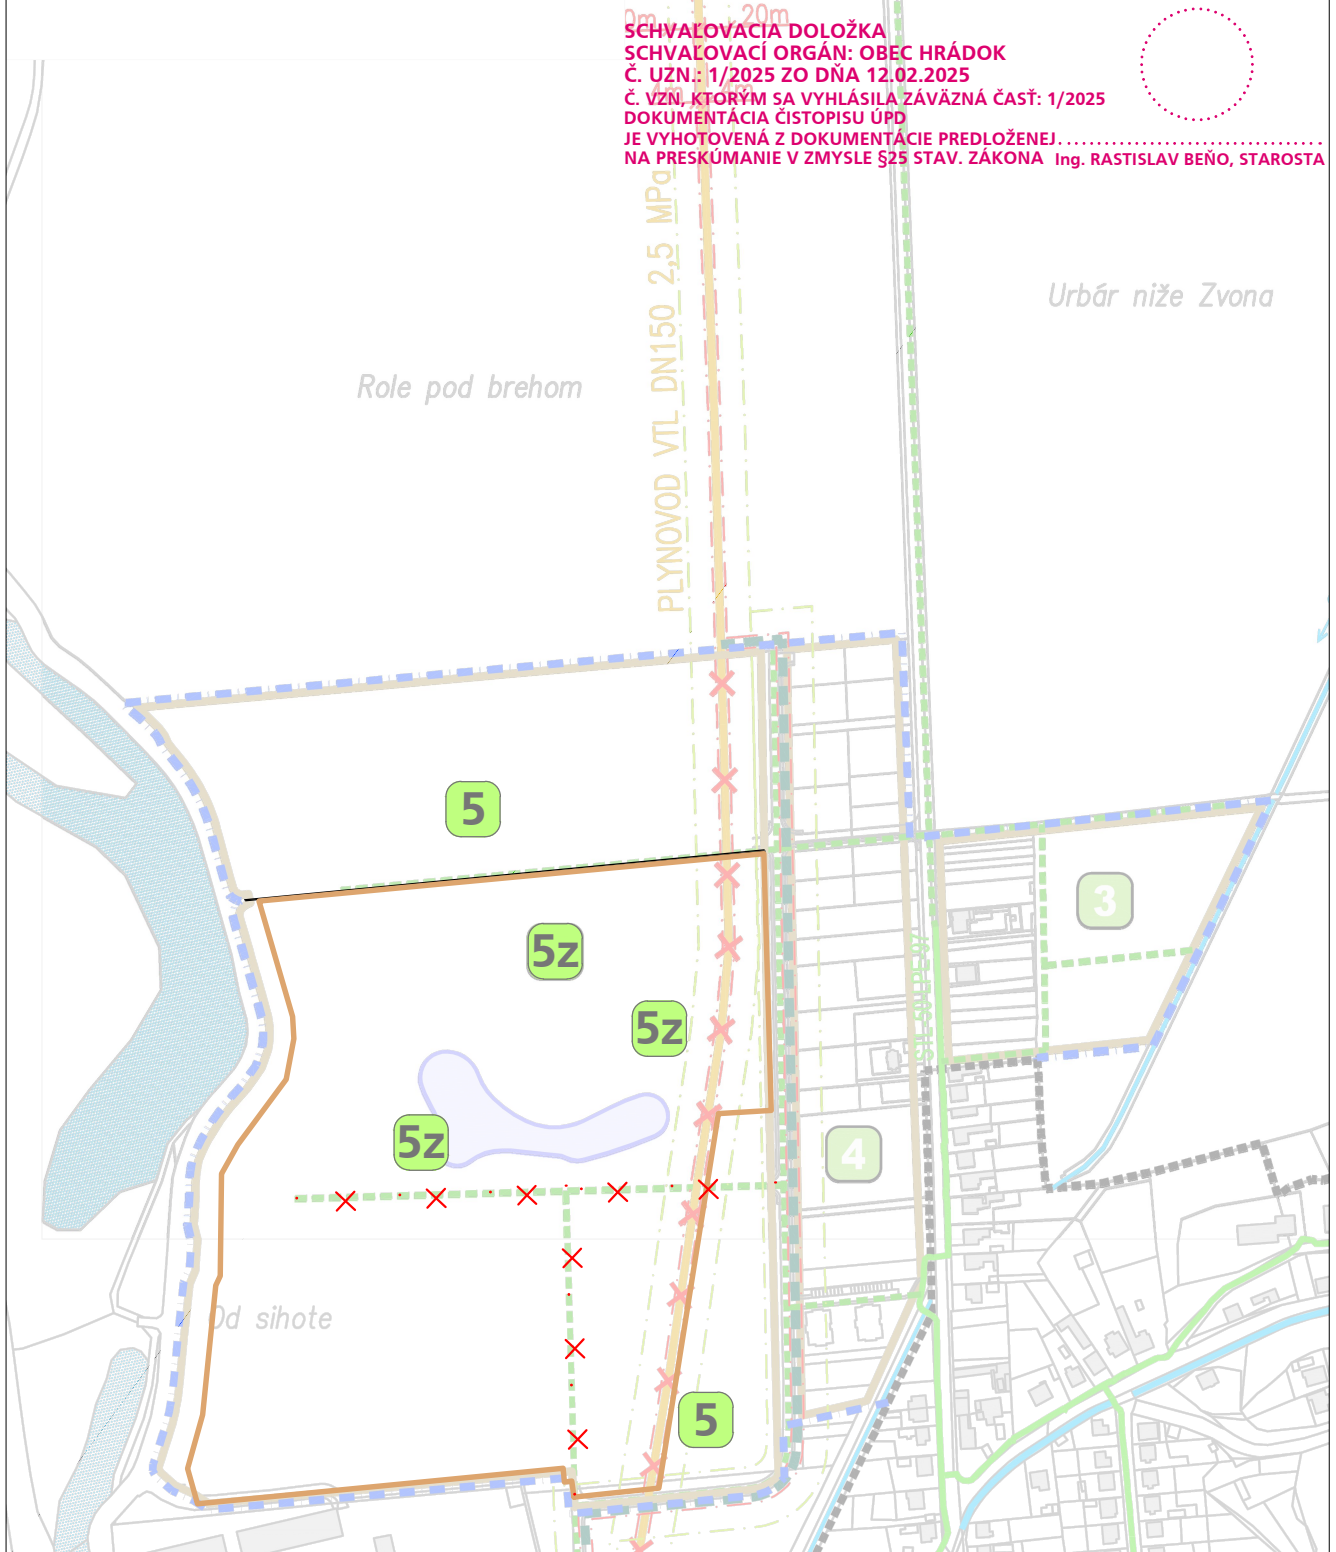 20m
SCHVAĽOVACIA DOLOŽKA
SCHVAĽOVACÍ ORGÁN: OBEC HRÁDOK
Č. UZN.: 1/2025 ZO DŇA 12.02.2025
4m 4m
Č. VZN, KTORÝM SA VYHLÁSILA ZÁVÄZNÁ ČASŤ: 1/2025
DOKUMENTÁCIA ČISTOPISU ÚPD
JE VYHOTOVENÁ Z DOKUMENTÁCIE PREDLOŽENEJ
NA PRESKÚMANIE V ZMYSLE §25 STAV. ZÁKONA Ing. RASTISLAV BEŇO, STAROSTA
PLYNOVOD VTL DN150 2,5 MPa
Urbár niže Zvona
Role pod brehom
5
3
5z
5z
5z
4
Od sihote
5